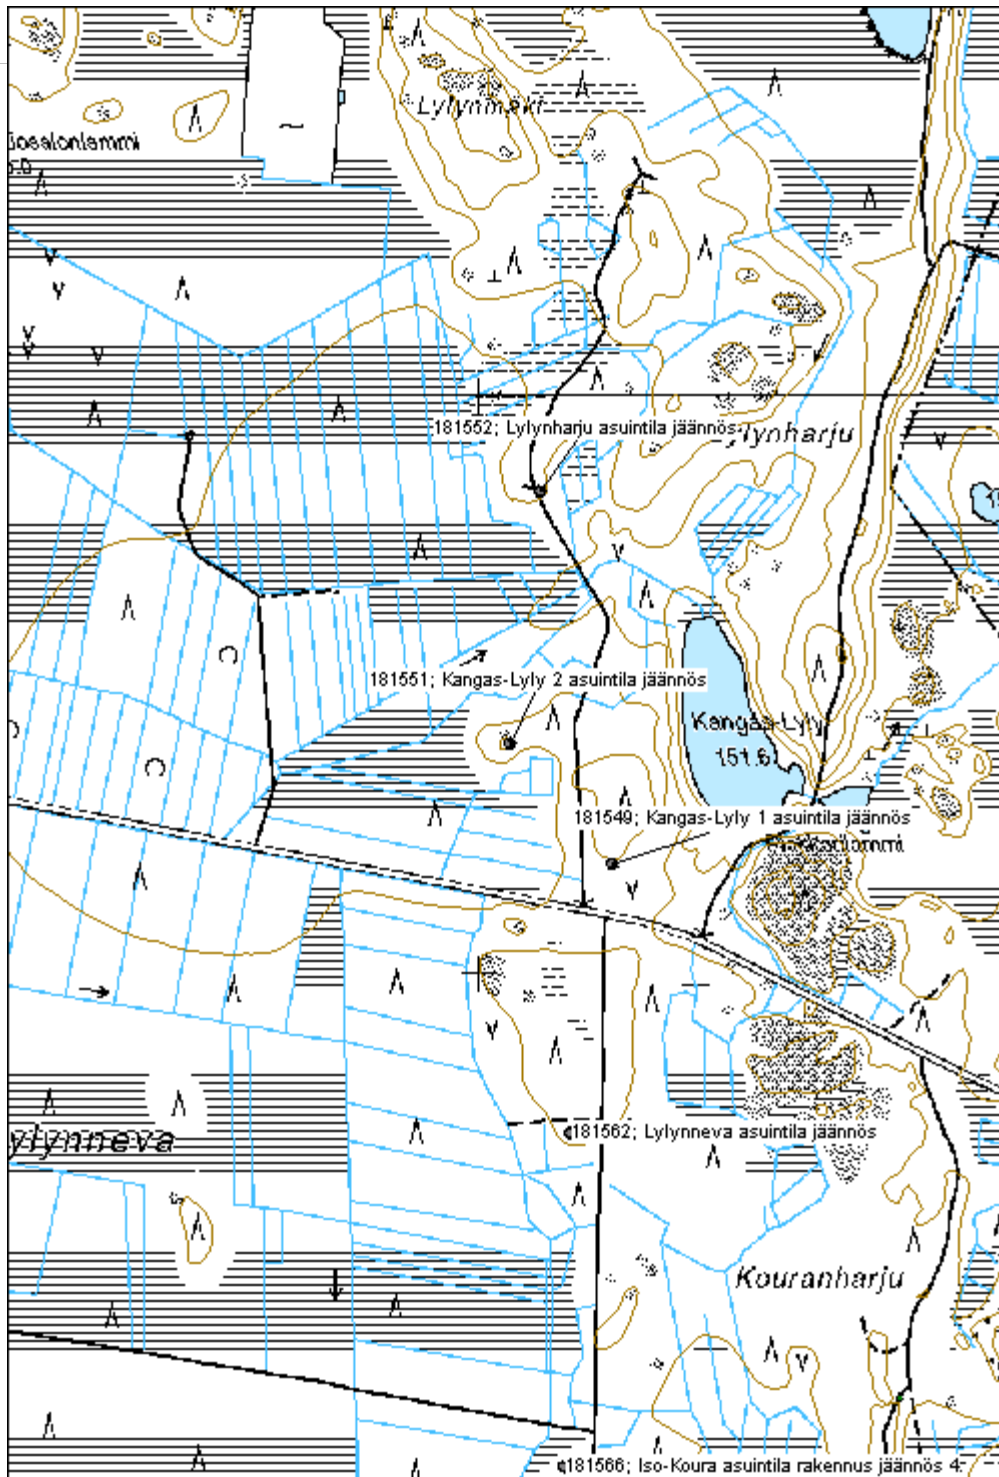 Lylynmäki
181552; Lylynharju asuintila jäännös
181551; Kangas-Lyly 2 asuintila jäännös
Kangas-Lyly
151.6
181549; Kangas-Lyly 1 asuintila jäännös
181562; Lylynneva asuintila jäännös
ylynneva
Kouranharju
181566; Iso-Koura asuintila rakennus jäännös 4